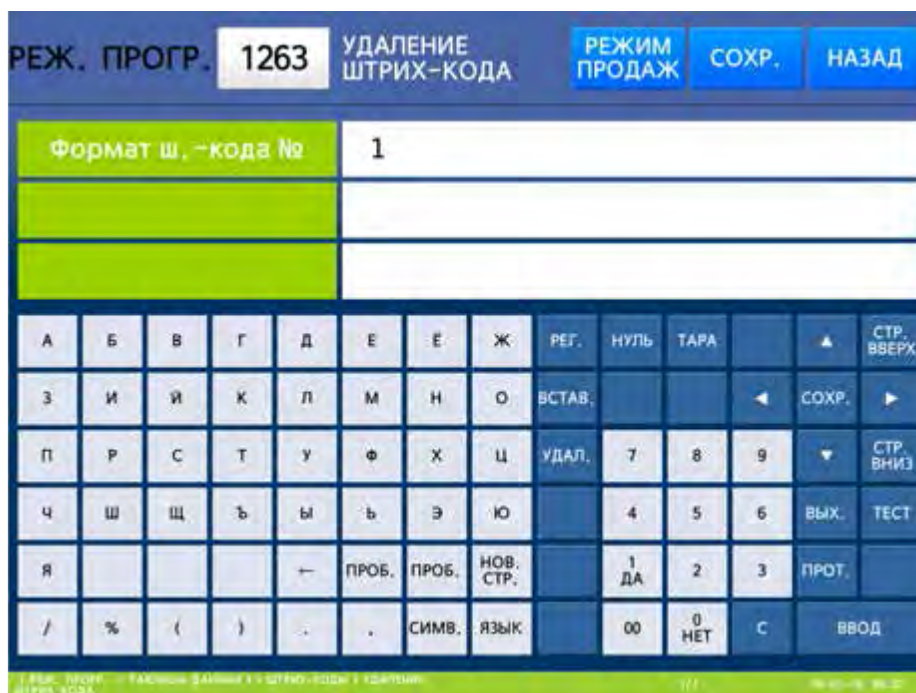 РЕЖ. ПРОГР. 1263 УДАЛЕНИЕ ШТРИХ-КОДА РЕЖИМ ПРОДАЖ СОХР. НАЗАД
Формат ш.-кода № 1
А Б В Г Д Е Ё Ж РЕГ. НУЛЬ ТАРА ▲ СТР. ВВЕРХ
З И Й К Л М Н О ВСТАВ. ◄ СОХР. ►
П Р С Т У Ф Х Ц УДАЛ. 7 8 9 ▼ СТР. ВНИЗ
Ч Ш Щ Ъ Ы Ь Э Ю 4 5 6 ВЫХ. ТЕСТ
Я ← ПРОБ. ПРОБ. НОВ. СТР. 1 ДА 2 3 ПРОТ.
/ % ( ) . , СИМВ. ЯЗЫК 00 0 НЕТ С ВВОД